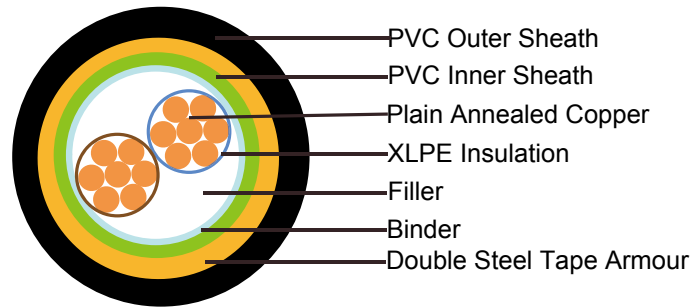 PVC Outer Sheath
PVC Inner Sheath
Plain Annealed Copper
XLPE Insulation
Filler
Binder
Double Steel Tape Armour